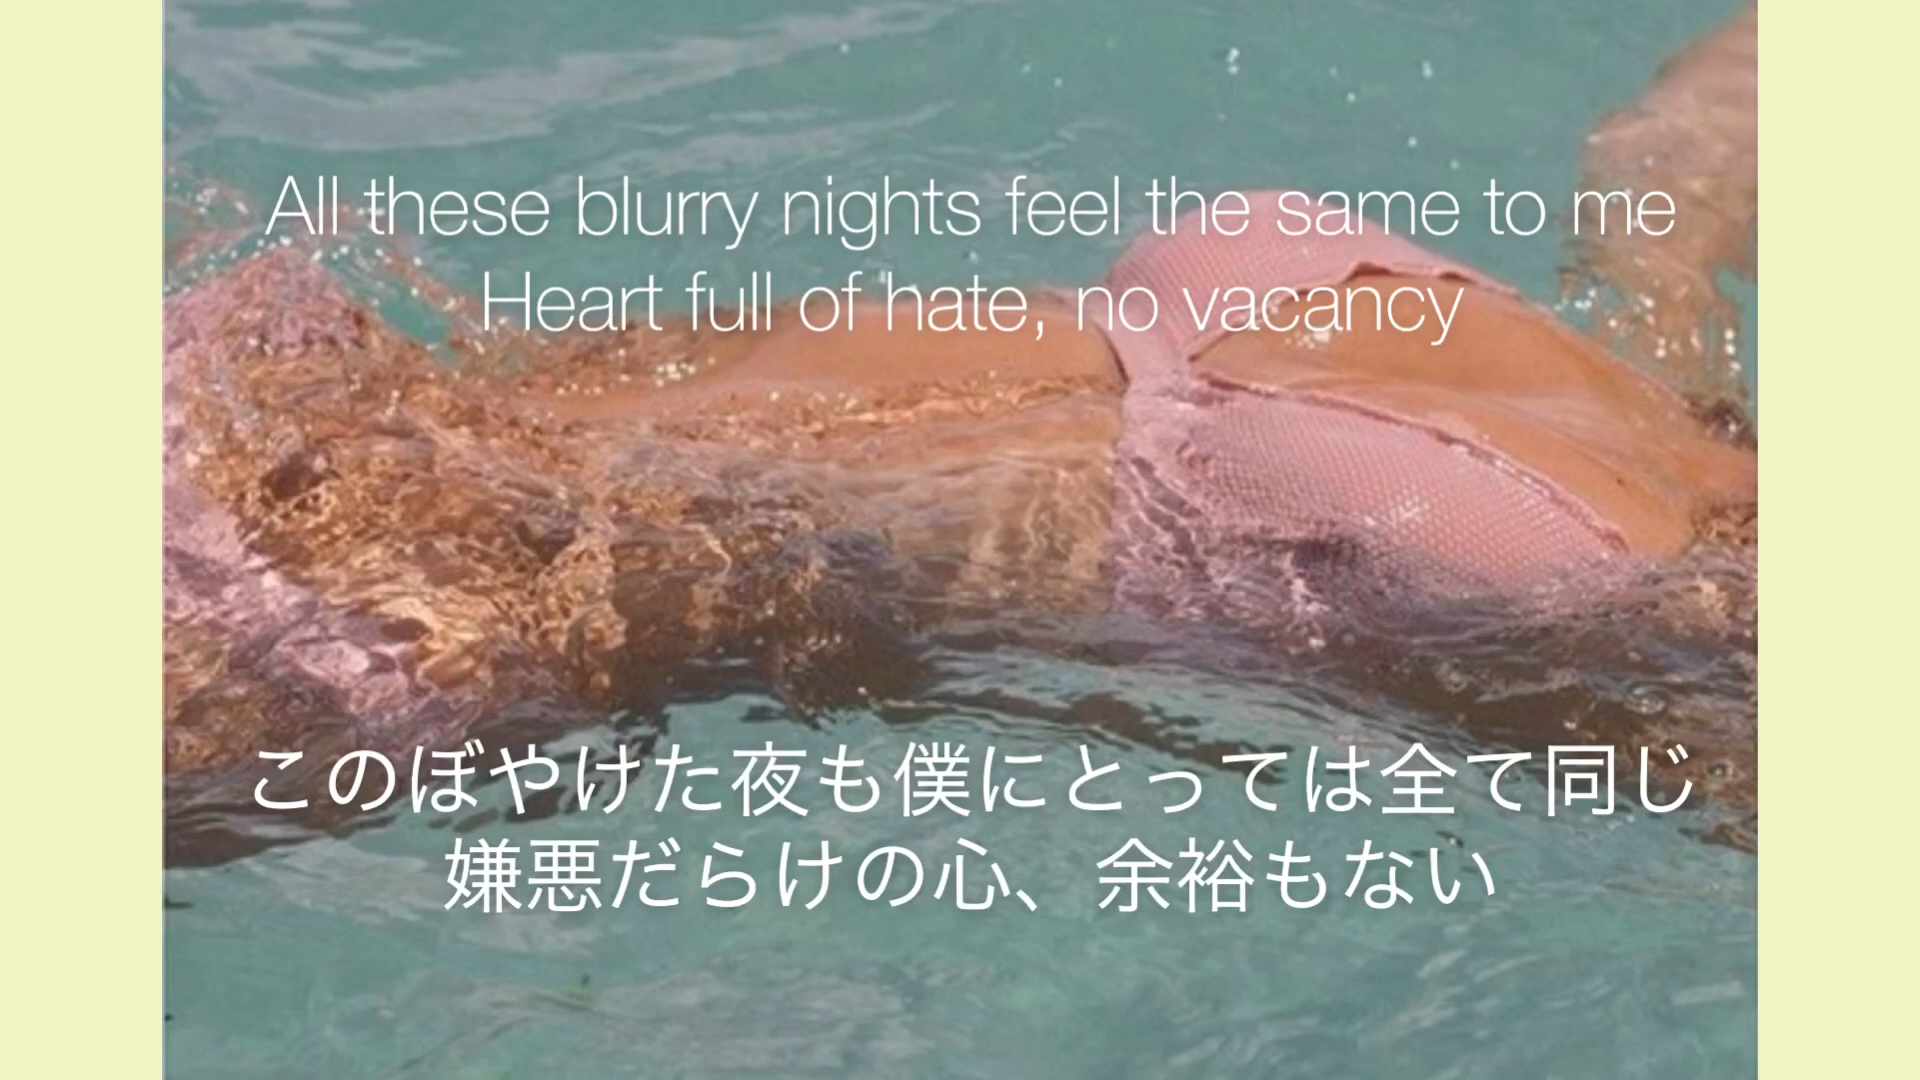 All these blurry nights feel the same to me
Heart full of hate, no vacancy
このぼやけた夜も僕にとっては全て同じ
嫌悪だらけの心、余裕もない